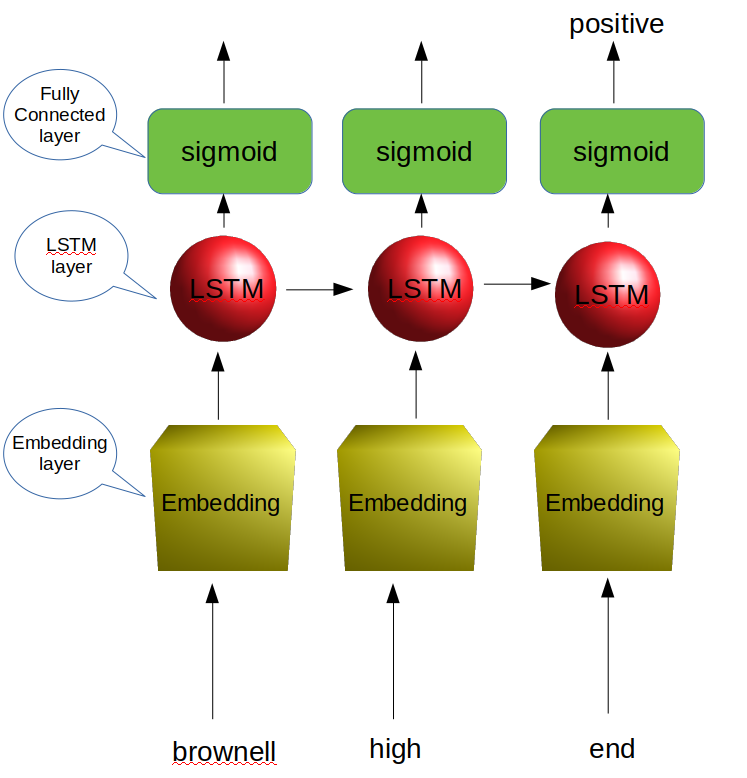 positive
Fully
Connected
layer
sigmoid sigmoid sigmoid
LSTM
layer
LSTM LSTM LSTM
Embedding
layer
Embedding Embedding Embedding
brownell high end